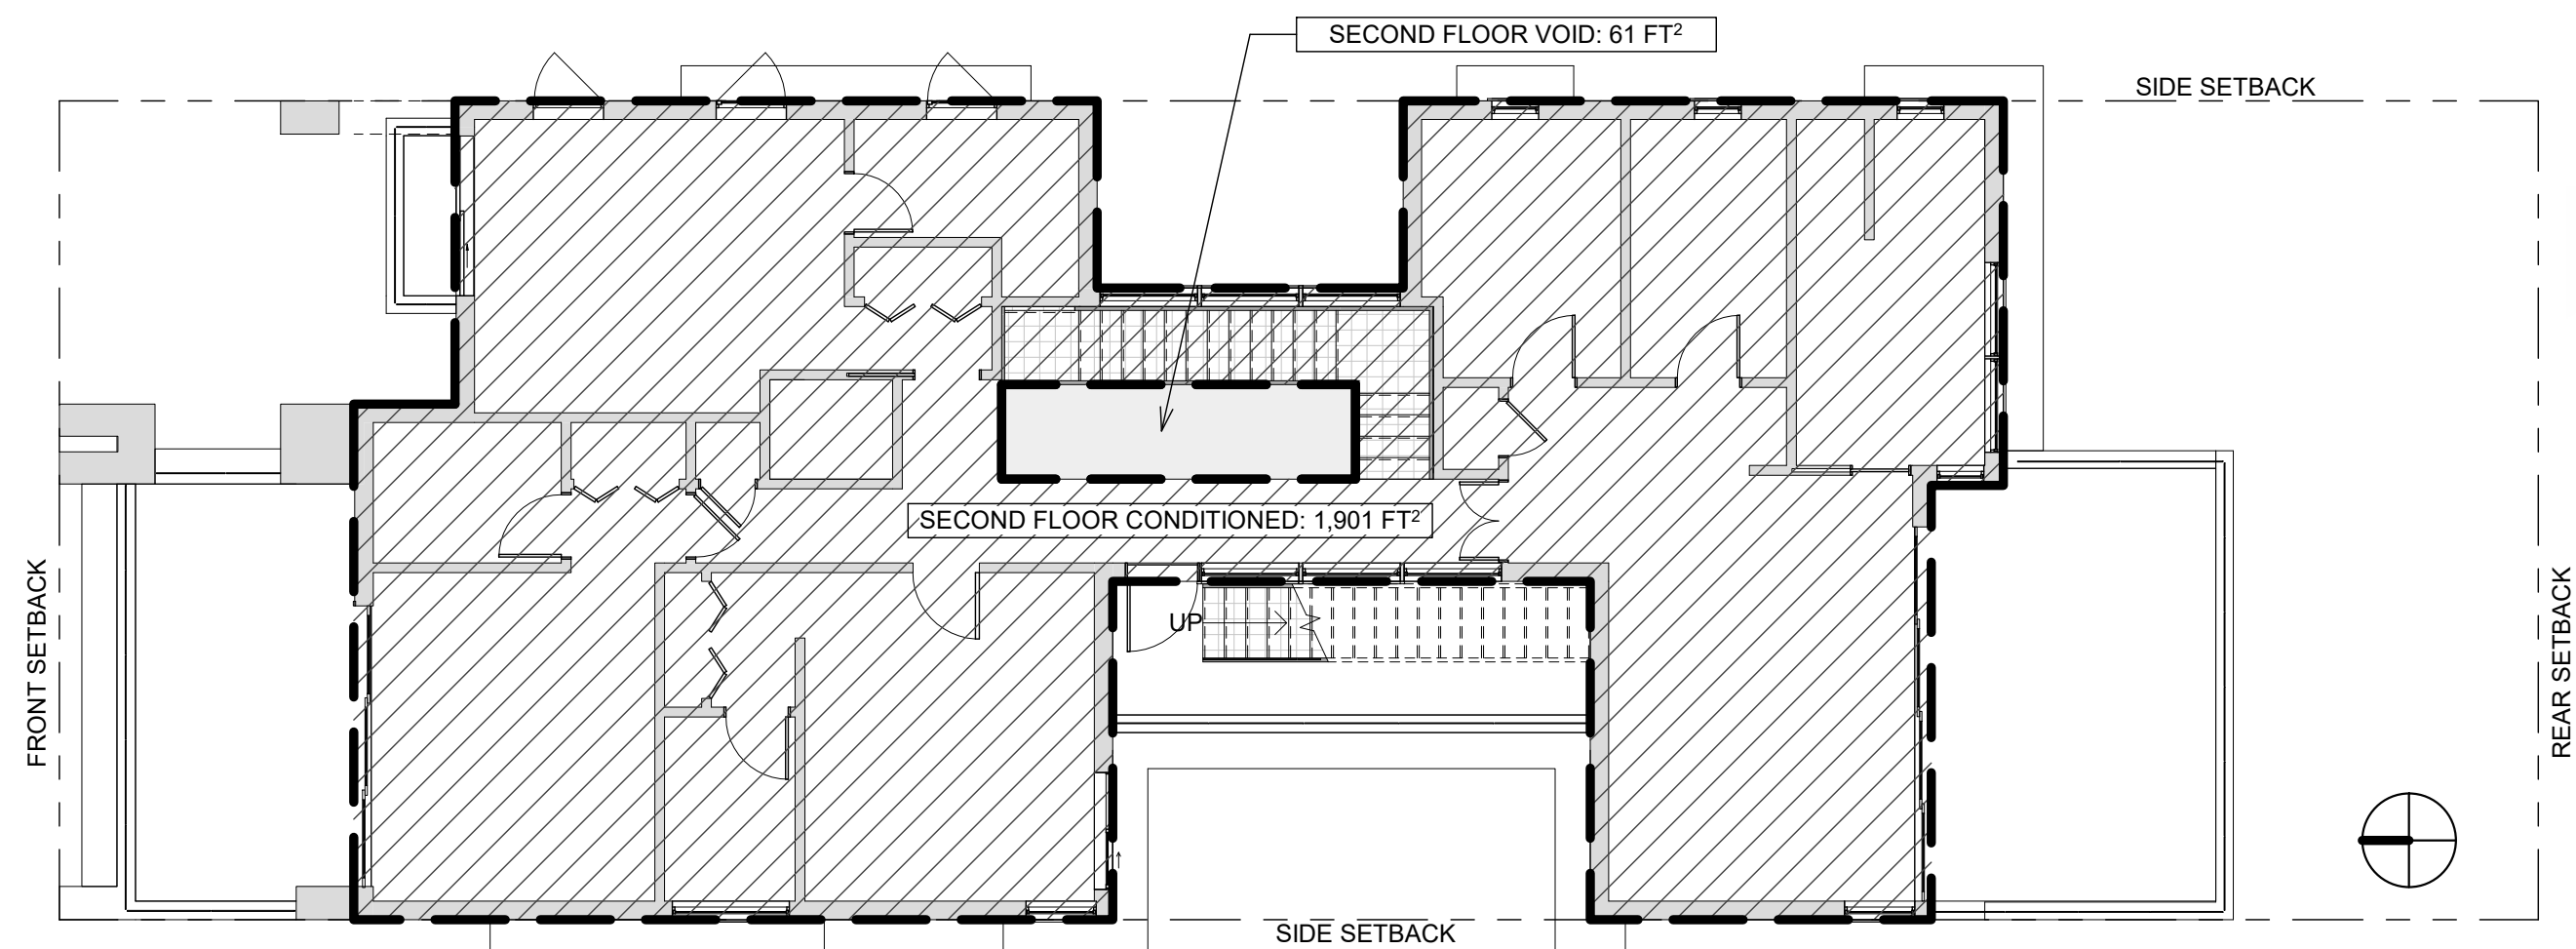 SECOND FLOOR VOID: 61 FT²
SIDE SETBACK
SECOND FLOOR CONDITIONED: 1,901 FT²
FRONT SETBACK
UP
REAR SETBACK
SIDE SETBACK